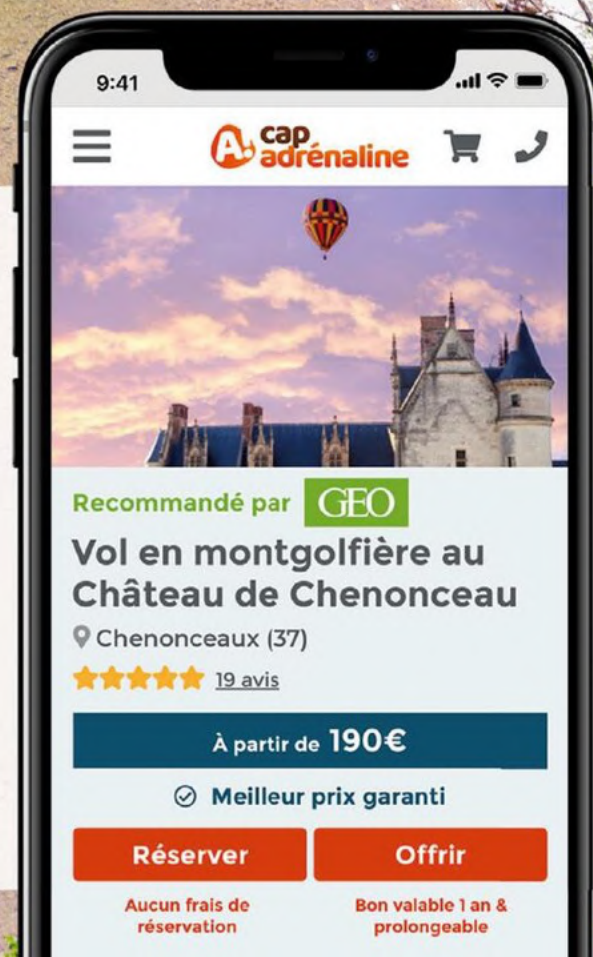 9:41
A. cap
adrénaline
Recommandé par GEO
Vol en montgolfière au
Château de Chenonceau
Chenonceaux (37)
19 avis
À partir de 190€
Meilleur prix garanti
Réserver
Offrir
Aucun frais de
réservation
Bon valable 1 an &
prolongeable